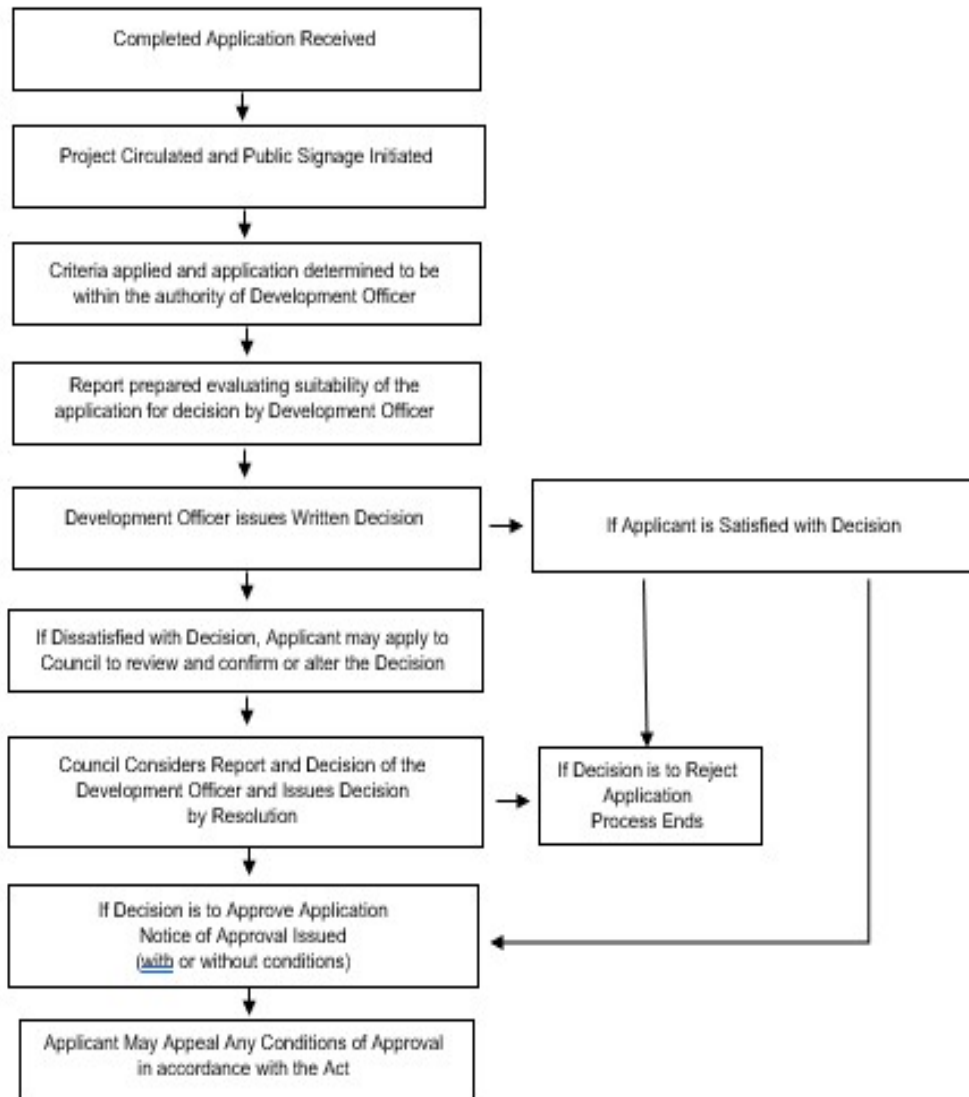 Completed Application Received
Project Circulated and Public Signage Initiated
Criteria applied and application determined to be
within the authority of Development Officer
Report prepared evaluating suitability of the
application for decision by Development Officer
Development Officer issues Written Decision
If Applicant is Satisfied with Decision
If Dissatisfied with Decision, Applicant may apply to
Council to review and confirm or alter the Decision
Council Considers Report and Decision of the
Development Officer and Issues Decision
by Resolution
If Decision is to Reject
Application
Process Ends
If Decision is to Approve Application
Notice of Approval Issued
(with or without conditions)
Applicant May Appeal Any Conditions of Approval
in accordance with the Act